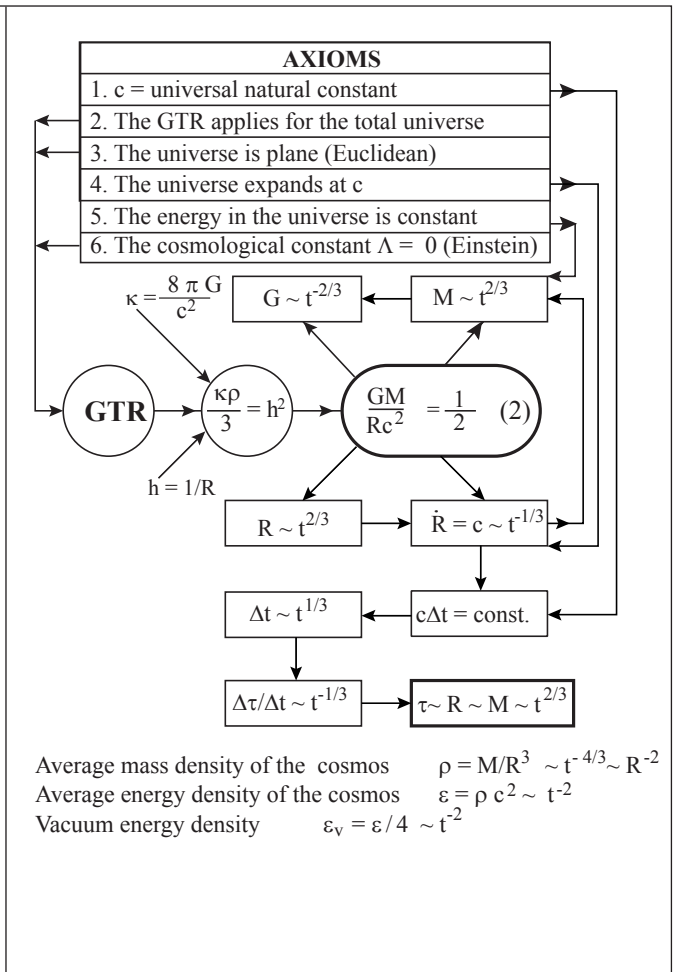 AXIOMS
1. c = universal natural constant
2. The GTR applies for the total universe
3. The universe is plane (Euclidean)
4. The universe expands at c
5. The energy in the universe is constant
6. The cosmological constant Λ = 0 (Einstein)
κ = 8 π G / c²
G ~ t^-2/3
M ~ t^2/3
GTR
κρ/3 = h²
GM/Rc² = 1/2 (2)
h = 1/R
R ~ t^2/3
Ṙ = c ~ t^-1/3
Δt ~ t^1/3
cΔt = const.
Δτ/Δt ~ t^-1/3
τ~ R ~ M ~ t^2/3
Average mass density of the cosmos ρ = M/R³ ~ t^-4/3 ~ R^-2
Average energy density of the cosmos ε = ρ c² ~ t^-2
Vacuum energy density ε_v = ε/4 ~ t^-2